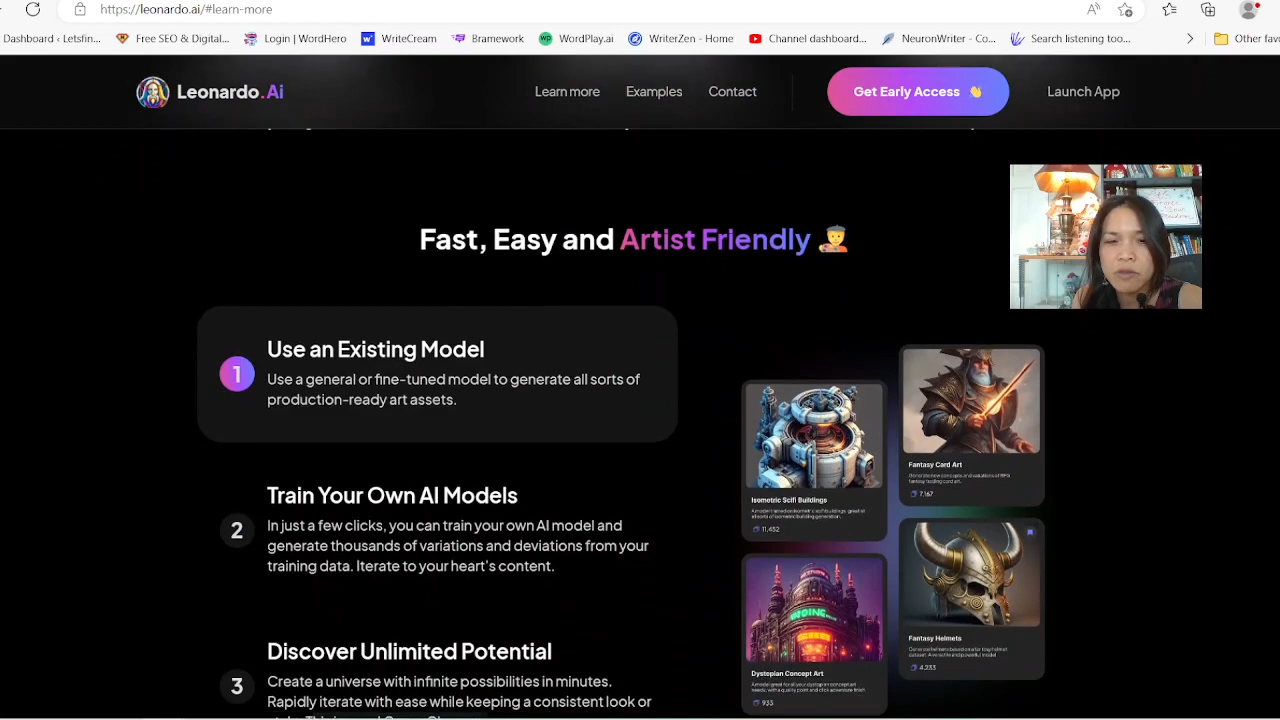 https://leonardo.ai/#learn-more
Dashboard ‹ Letsfin...
Free SEO & Digital...
Login | WordHero
WriteCream
Bramework
WordPlay.ai
WriterZen - Home
Channel dashboard...
NeuronWriter - Co...
Search listening too...
Other favo
Leonardo.Ai
Learn more
Examples
Contact
Get Early Access 👋
Launch App
Fast, Easy and Artist Friendly 🧑‍🎨
1
Use an Existing Model
Use a general or fine-tuned model to generate all sorts of
production-ready art assets.
2
Train Your Own AI Models
In just a few clicks, you can train your own AI model and
generate thousands of variations and deviations from your
training data. Iterate to your heart's content.
3
Discover Unlimited Potential
Create a universe with infinite possibilities in minutes.
Rapidly iterate with ease while keeping a consistent look or
Isometric Scifi Buildings
11,452
Fantasy Card Art
7,167
Dystopian Concept Art
933
Fantasy Helmets
4,233